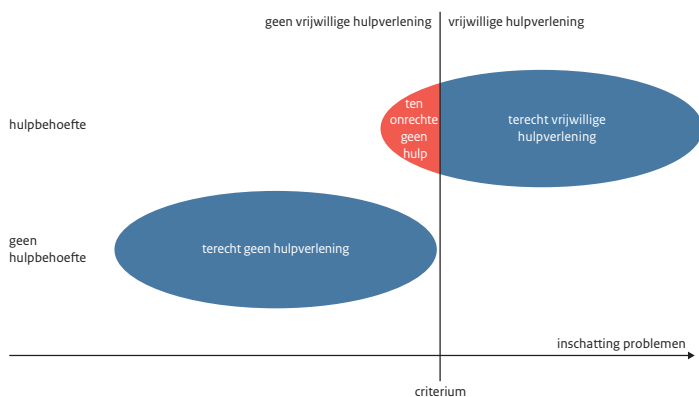 geen vrijwillige hulpverlening
vrijwillige hulpverlening
hulpbehoefte
ten
onrechte
geen
hulp
terecht vrijwillige
hulpverlening
geen
hulpbehoefte
terecht geen hulpverlening
inschatting problemen
criterium